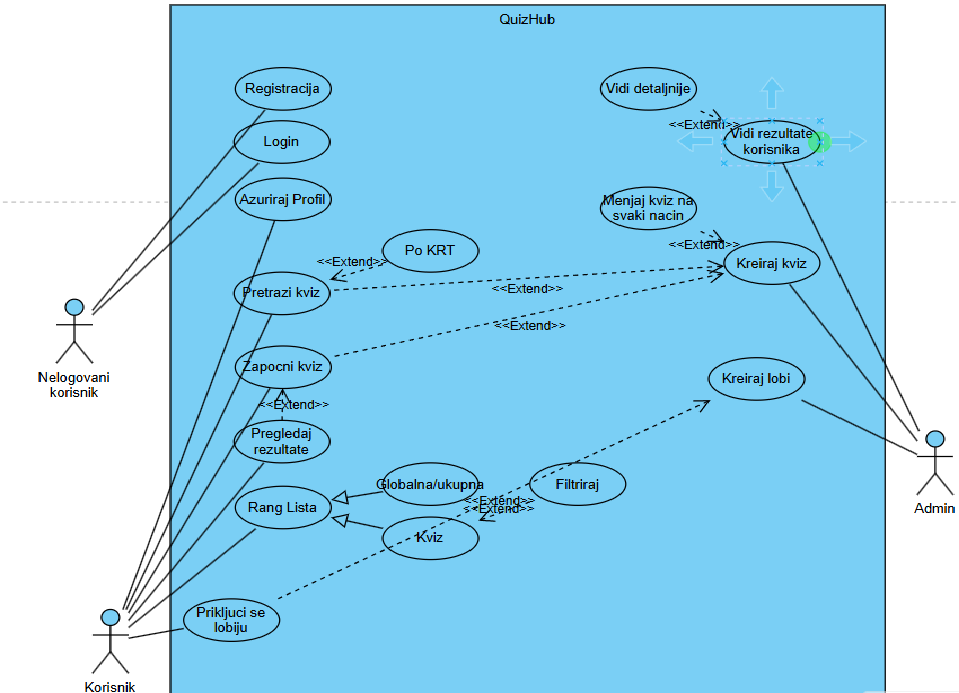 QuizHub
Registracija
Vidi detaljnije
<<Extend>>
Login
Vidi rezultate
korisnika
Azuriraj Profil
Menjaj kviz na
svaki nacin
<<Extend>>
Po KRT
<<Extend>>
Kreiraj kviz
Pretrazi kviz
<<Extend>>
<<Extend>>
Nelogovani
korisnik
Zapocni kviz
Kreiraj lobi
<<Extend>>
Pregledaj
rezultate
Globalna/ukupna
Filtriraj
<<Extend>>
<<Extend>>
Rang Lista
Admin
Kviz
Prikljuci se
lobiju
Korisnik